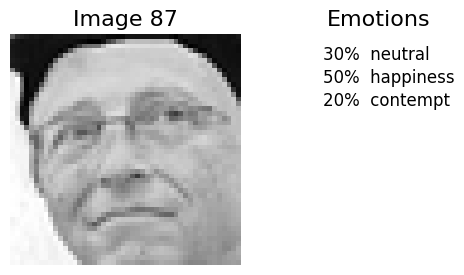 Image 87
Emotions
30% neutral
50% happiness
20% contempt